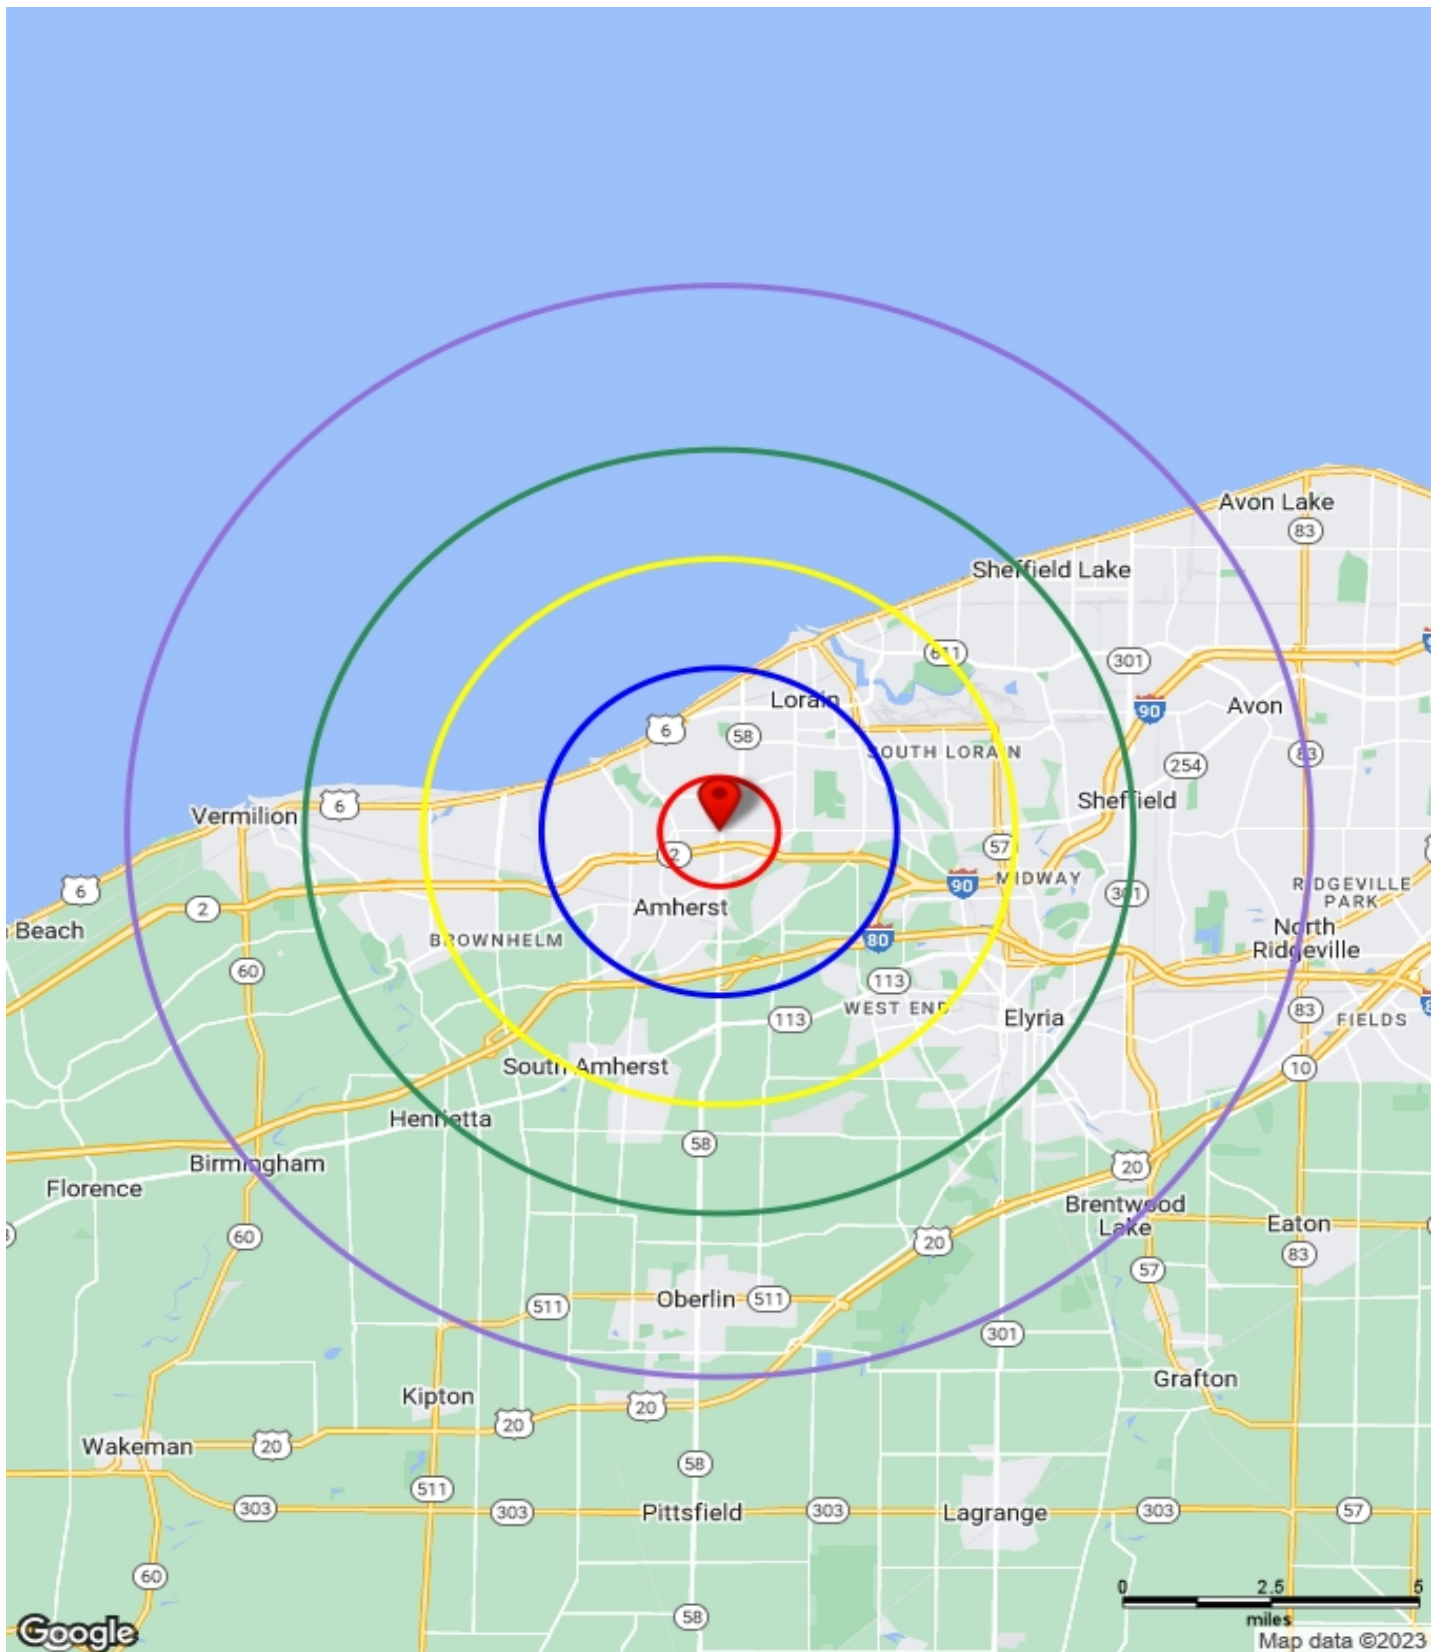 Avon Lake
83
Sheffield Lake
611
301
Lorain
90
Avon
6
58
SOUTH LORAIN
83
254
Sheffield
Vermilion
6
2
57
6
90
MIDWAY
301
RIDGEVILLE
PARK
2
Amherst
n Beach
BROWNHELM
80
North
Ridgeville
60
113
WEST END
83
FIELDS
113
Elyria
South Amherst
10
Henrietta
58
Birmingham
20
Florence
Brentwood
Lake
Eaton
60
20
83
57
511
Oberlin
511
301
Kipton
Grafton
20
20
Wakeman
20
58
511
303
303
Pittsfield
303
Lagrange
303
57
60
0 2.5 5
miles
58
Google
Map data ©2023